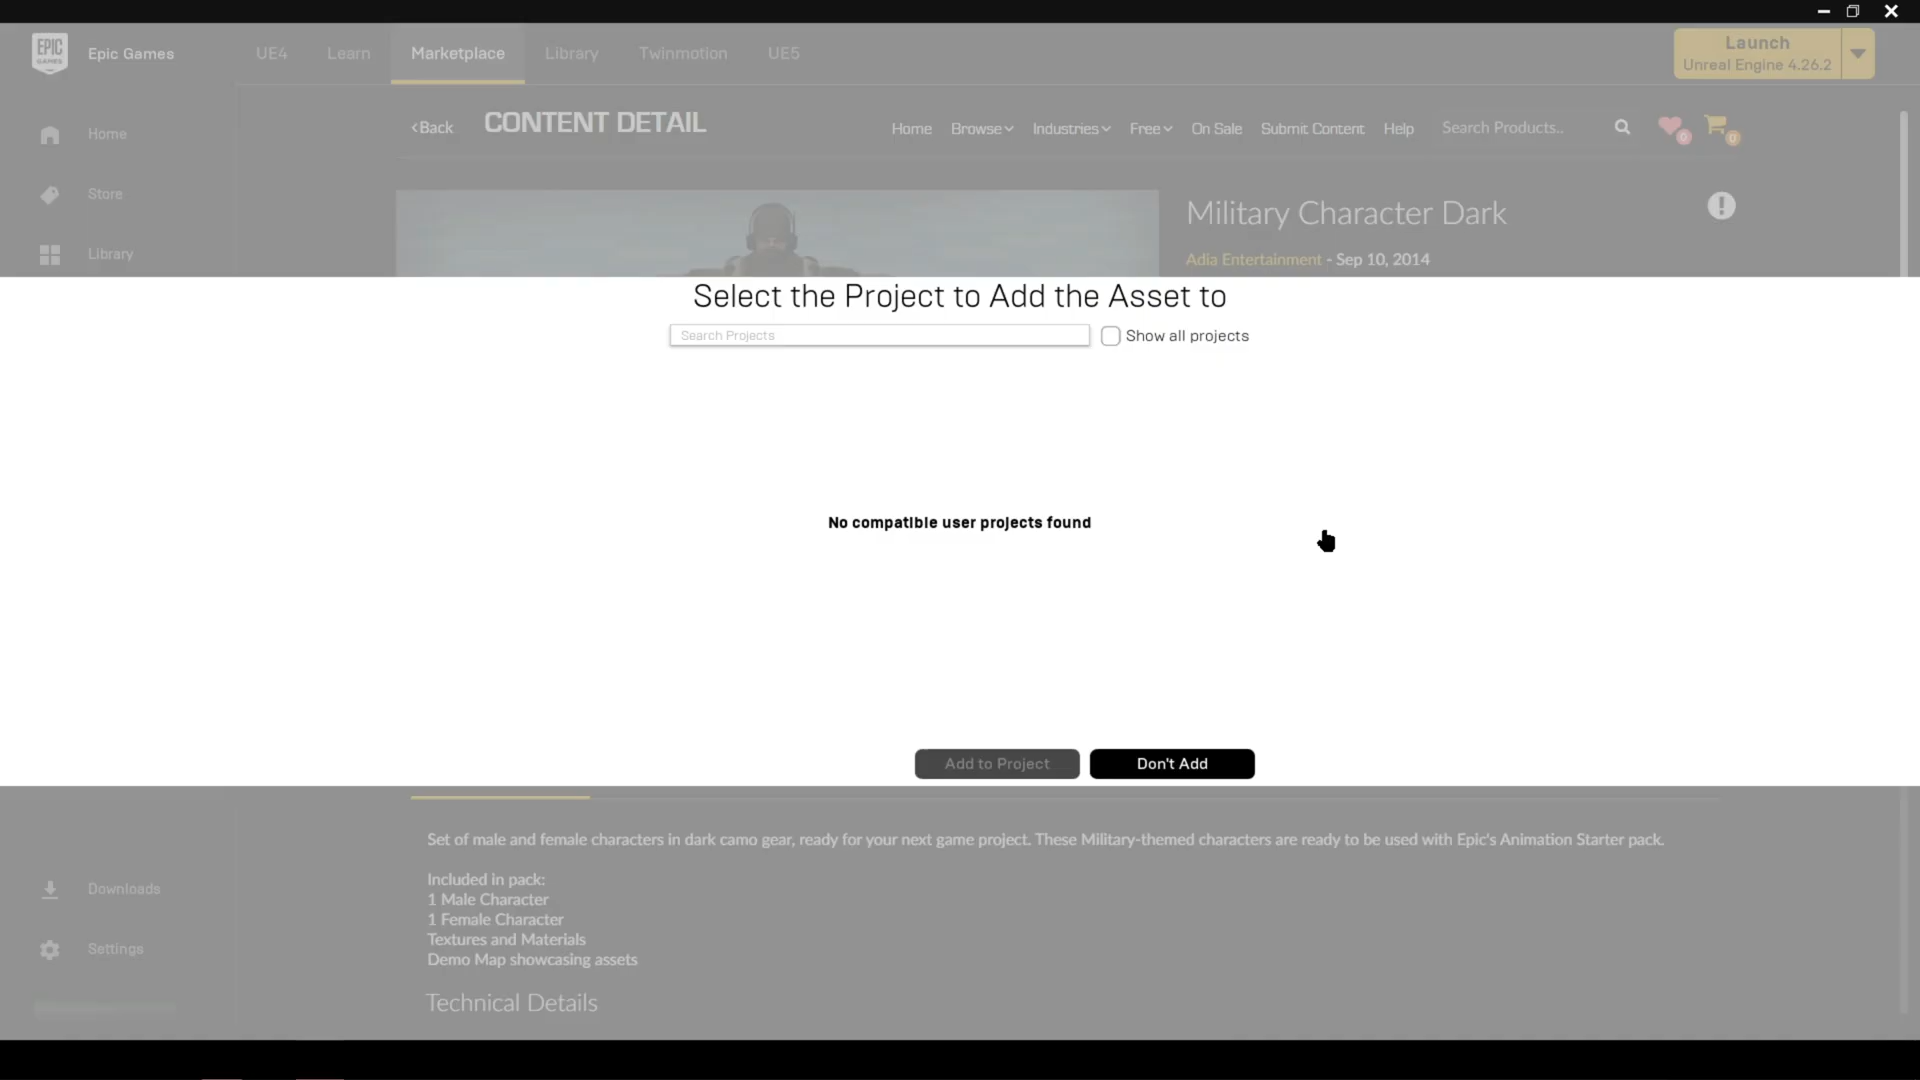 EPIC GAMES
Epic Games
UE4
Learn
Marketplace
Library
Twinmotion
UE5
Launch
Unreal Engine 4.26.2
Home
Store
Library
Back
CONTENT DETAIL
Home
Browse
Industries
Free
On Sale
Submit Content
Help
Search Products..
0
0
Military Character Dark
Adia Entertainment - Sep 10, 2014
Select the Project to Add the Asset to
Search Projects
Show all projects
No compatible user projects found
Add to Project
Don't Add
Set of male and female characters in dark camo gear, ready for your next game project. These Military-themed characters are ready to be used with Epic's Animation Starter pack.
Included in pack:
1 Male Character
1 Female Character
Textures and Materials
Demo Map showcasing assets
Technical Details
Downloads
Settings